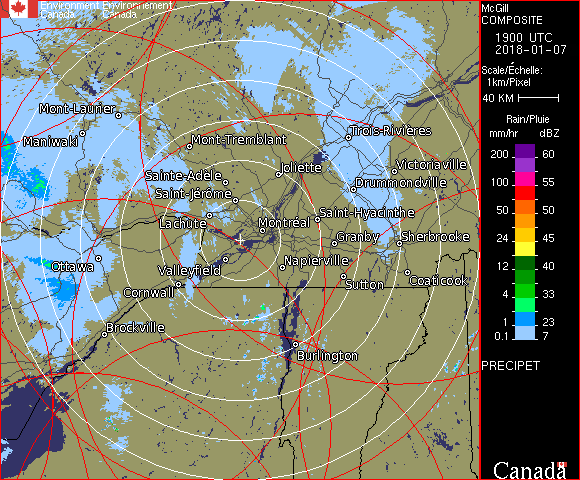 Environment Environnement
Canada Canada
Mont-Laurier
Maniwaki
Mont-Tremblant
Trois-Rivières
Joliette
Victoriaville
Sainte-Adèle
Drummondville
Saint-Jérôme
Saint-Hyacinthe
Lachute
Montréal
Granby
Sherbrooke
Ottawa
Valleyfield
Napierville
Sutton
Coaticook
Cornwall
Brockville
Burlington
McGill
COMPOSITE
1900 UTC
2018-01-07
Scale/Échelle:
1km/Pixel
40 KM
Rain/Pluie
mm/hr dBZ
200 60
100 55
50 50
24 45
12 40
4 33
1 23
0.1 7
PRECIPET
Canada